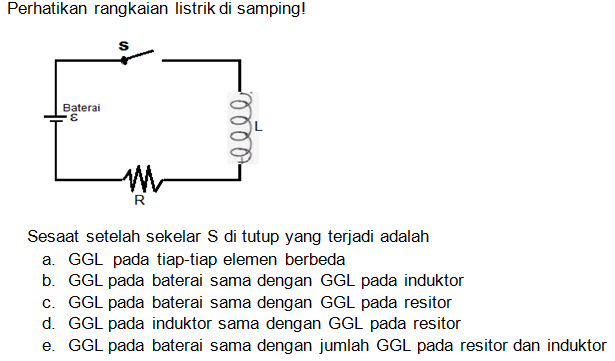 Perhatikan rangkaian listrik di samping!
S
Baterai
ε
L
R
Sesaat setelah sekelar S di tutup yang terjadi adalah
a. GGL pada tiap-tiap elemen berbeda
b. GGL pada baterai sama dengan GGL pada induktor
c. GGL pada baterai sama dengan GGL pada resitor
d. GGL pada induktor sama dengan GGL pada resitor
e. GGL pada baterai sama dengan jumlah GGL pada resitor dan induktor